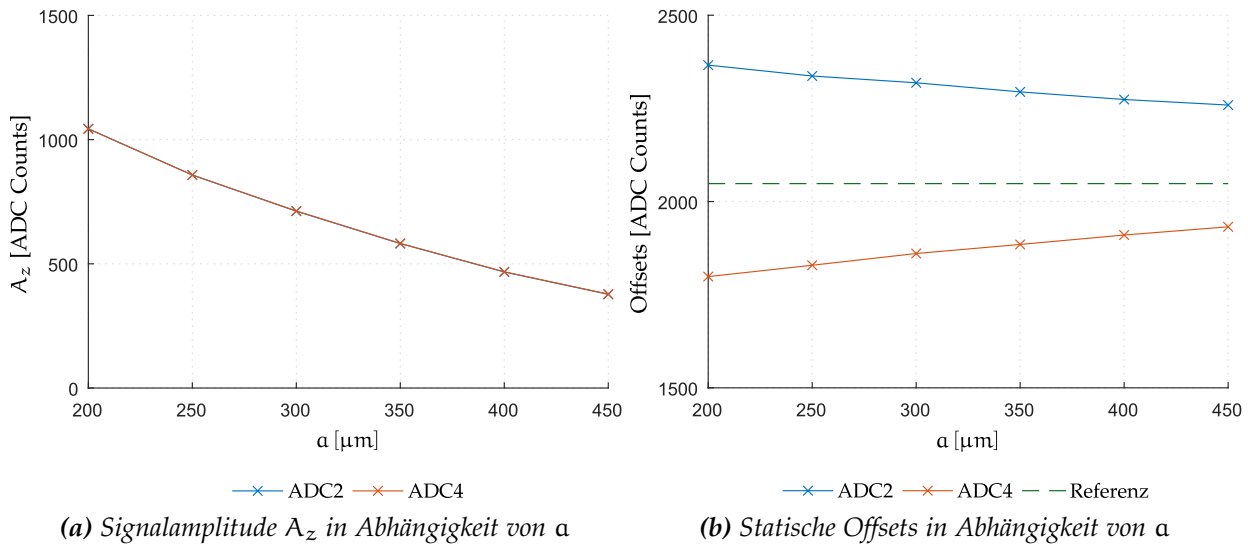 1500
1000
500
0
A_z [ADC Counts]
200 250 300 350 400 450
a [µm]
ADC2 ADC4
(a) Signalamplitude A_z in Abhängigkeit von a
2500
2000
1500
Offsets [ADC Counts]
200 250 300 350 400 450
a [µm]
ADC2 ADC4 Referenz
(b) Statische Offsets in Abhängigkeit von a